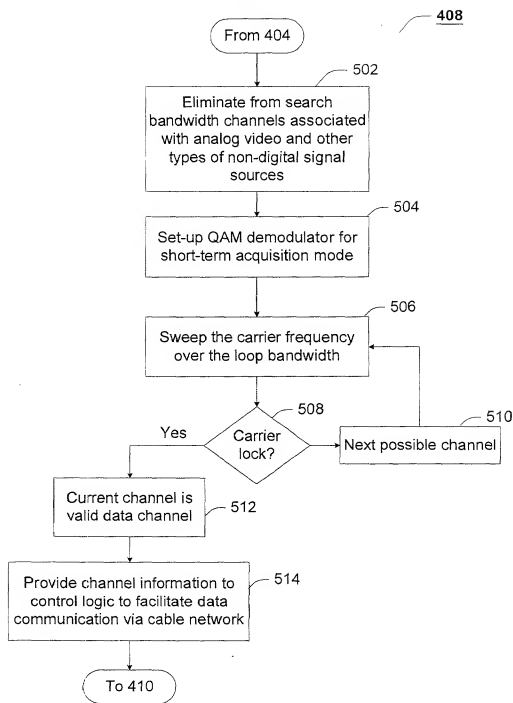 408
From 404
502
Eliminate from search
bandwidth channels associated
with analog video and other
types of non-digital signal
sources
504
Set-up QAM demodulator for
short-term acquisition mode
506
Sweep the carrier frequency
over the loop bandwidth
508
Carrier
lock?
Yes
510
Next possible channel
Current channel is
valid data channel
512
514
Provide channel information to
control logic to facilitate data
communication via cable network
To 410